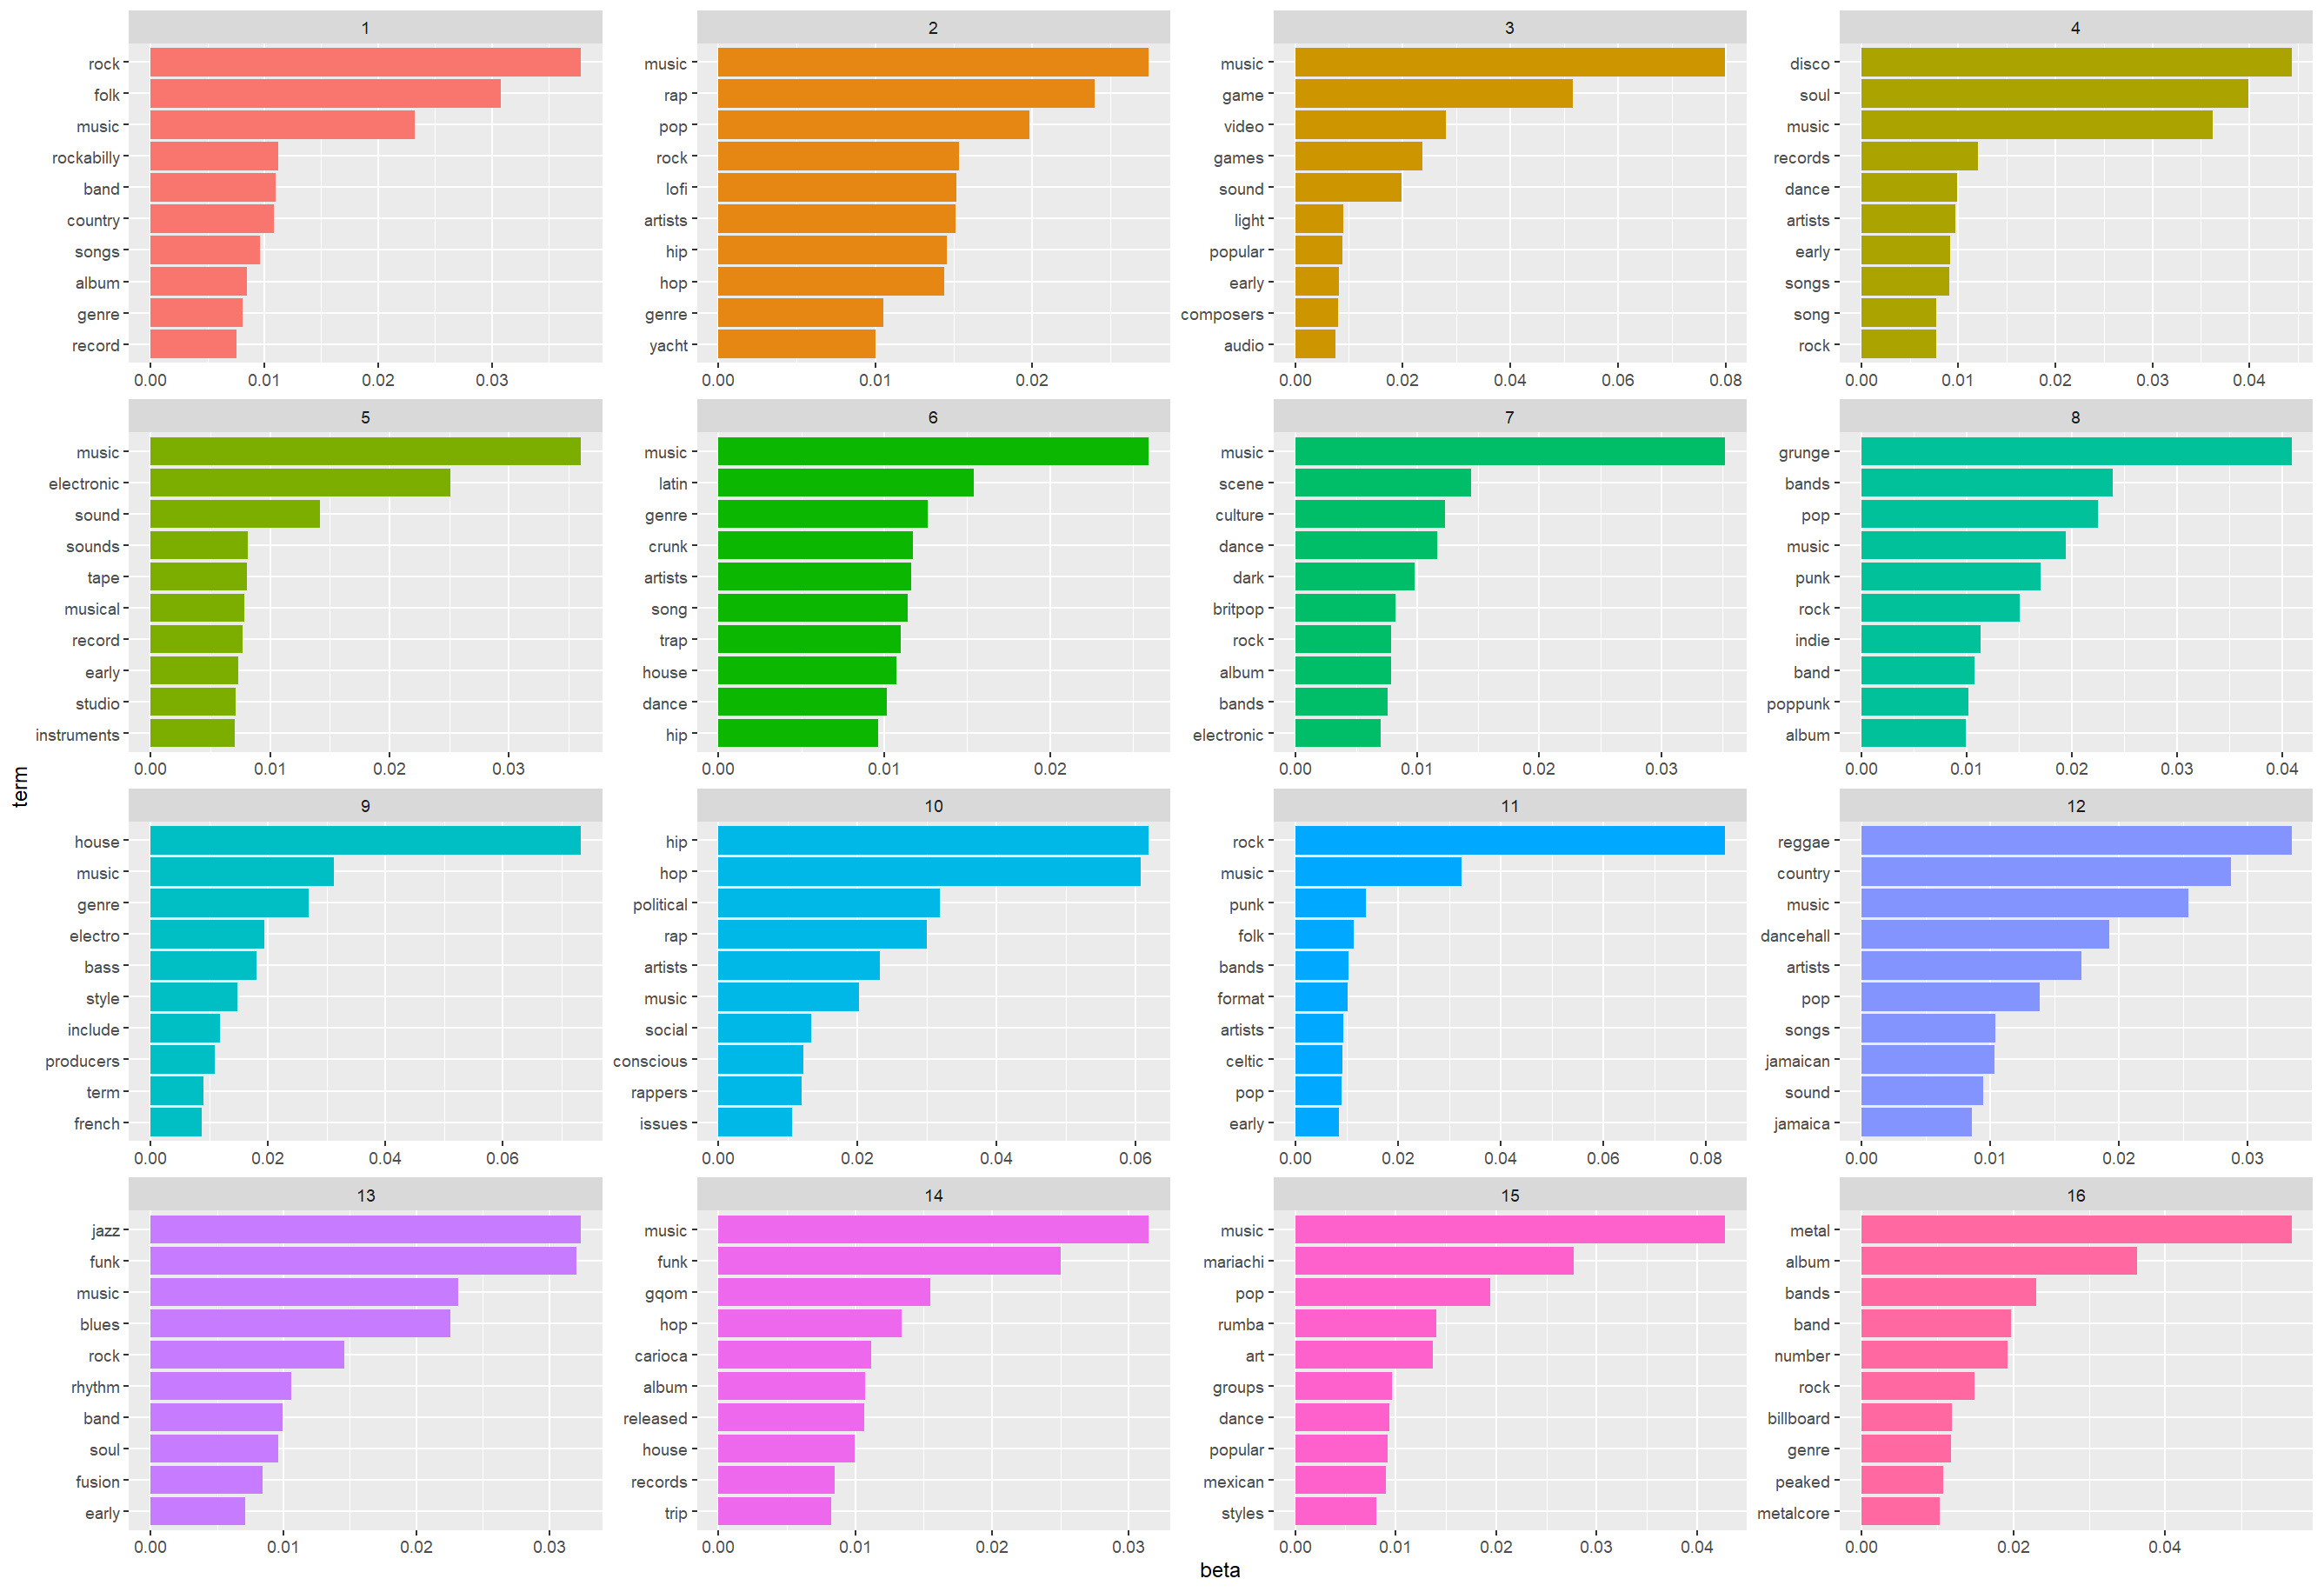 1
rock
folk
music
rockabilly
band
country
songs
album
genre
record
0.00 0.01 0.02 0.03
2
music
rap
pop
rock
lofi
artists
hip
hop
genre
yacht
0.00 0.01 0.02
3
music
game
video
games
sound
light
popular
early
composers
audio
0.00 0.02 0.04 0.06 0.08
4
disco
soul
music
records
dance
artists
early
songs
song
rock
0.00 0.01 0.02 0.03 0.04
5
music
electronic
sound
sounds
tape
musical
record
early
studio
instruments
0.00 0.01 0.02 0.03
6
music
latin
genre
crunk
artists
song
trap
house
dance
hip
0.00 0.01 0.02
7
music
scene
culture
dance
dark
britpop
rock
album
bands
electronic
0.00 0.01 0.02 0.03
8
grunge
bands
pop
music
punk
rock
indie
band
poppunk
album
0.00 0.01 0.02 0.03 0.04
term
9
house
music
genre
electro
bass
style
include
producers
term
french
0.00 0.02 0.04 0.06
10
hip
hop
political
rap
artists
music
social
conscious
rappers
issues
0.00 0.02 0.04 0.06
11
rock
music
punk
folk
bands
format
artists
celtic
pop
early
0.00 0.02 0.04 0.06 0.08
12
reggae
country
music
dancehall
artists
pop
songs
jamaican
sound
jamaica
0.00 0.01 0.02 0.03
13
jazz
funk
music
blues
rock
rhythm
band
soul
fusion
early
0.00 0.01 0.02 0.03
14
music
funk
gqom
hop
carioca
album
released
house
records
trip
0.00 0.01 0.02 0.03
15
music
mariachi
pop
rumba
art
groups
dance
popular
mexican
styles
0.00 0.01 0.02 0.03 0.04
16
metal
album
bands
band
number
rock
billboard
genre
peaked
metalcore
0.00 0.02 0.04
beta